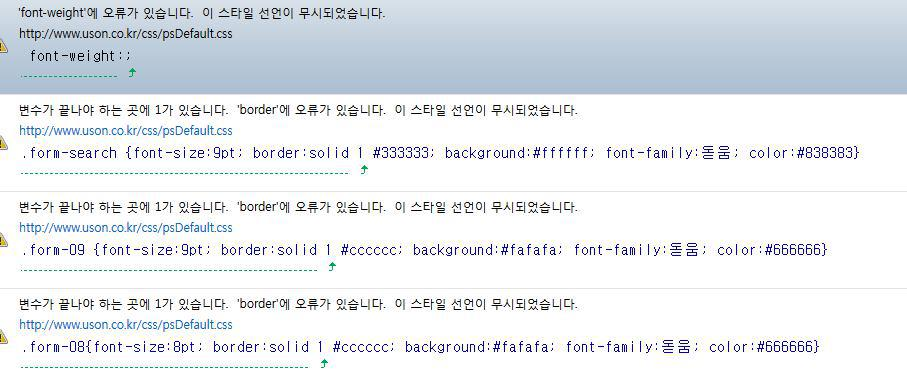 'font-weight'에 오류가 있습니다. 이 스타일 선언이 무시되었습니다.
http://www.uson.co.kr/css/psDefault.css
font-weight:;
변수가 끝나야 하는 곳에 1가 있습니다. 'border'에 오류가 있습니다. 이 스타일 선언이 무시되었습니다.
http://www.uson.co.kr/css/psDefault.css
.form-search {font-size:9pt; border:solid 1 #333333; background:#ffffff; font-family:돋움; color:#838383}
변수가 끝나야 하는 곳에 1가 있습니다. 'border'에 오류가 있습니다. 이 스타일 선언이 무시되었습니다.
http://www.uson.co.kr/css/psDefault.css
.form-09 {font-size:9pt; border:solid 1 #cccccc; background:#fafafa; font-family:돋움; color:#666666}
변수가 끝나야 하는 곳에 1가 있습니다. 'border'에 오류가 있습니다. 이 스타일 선언이 무시되었습니다.
http://www.uson.co.kr/css/psDefault.css
.form-08{font-size:8pt; border:solid 1 #cccccc; background:#fafafa; font-family:돋움; color:#666666}